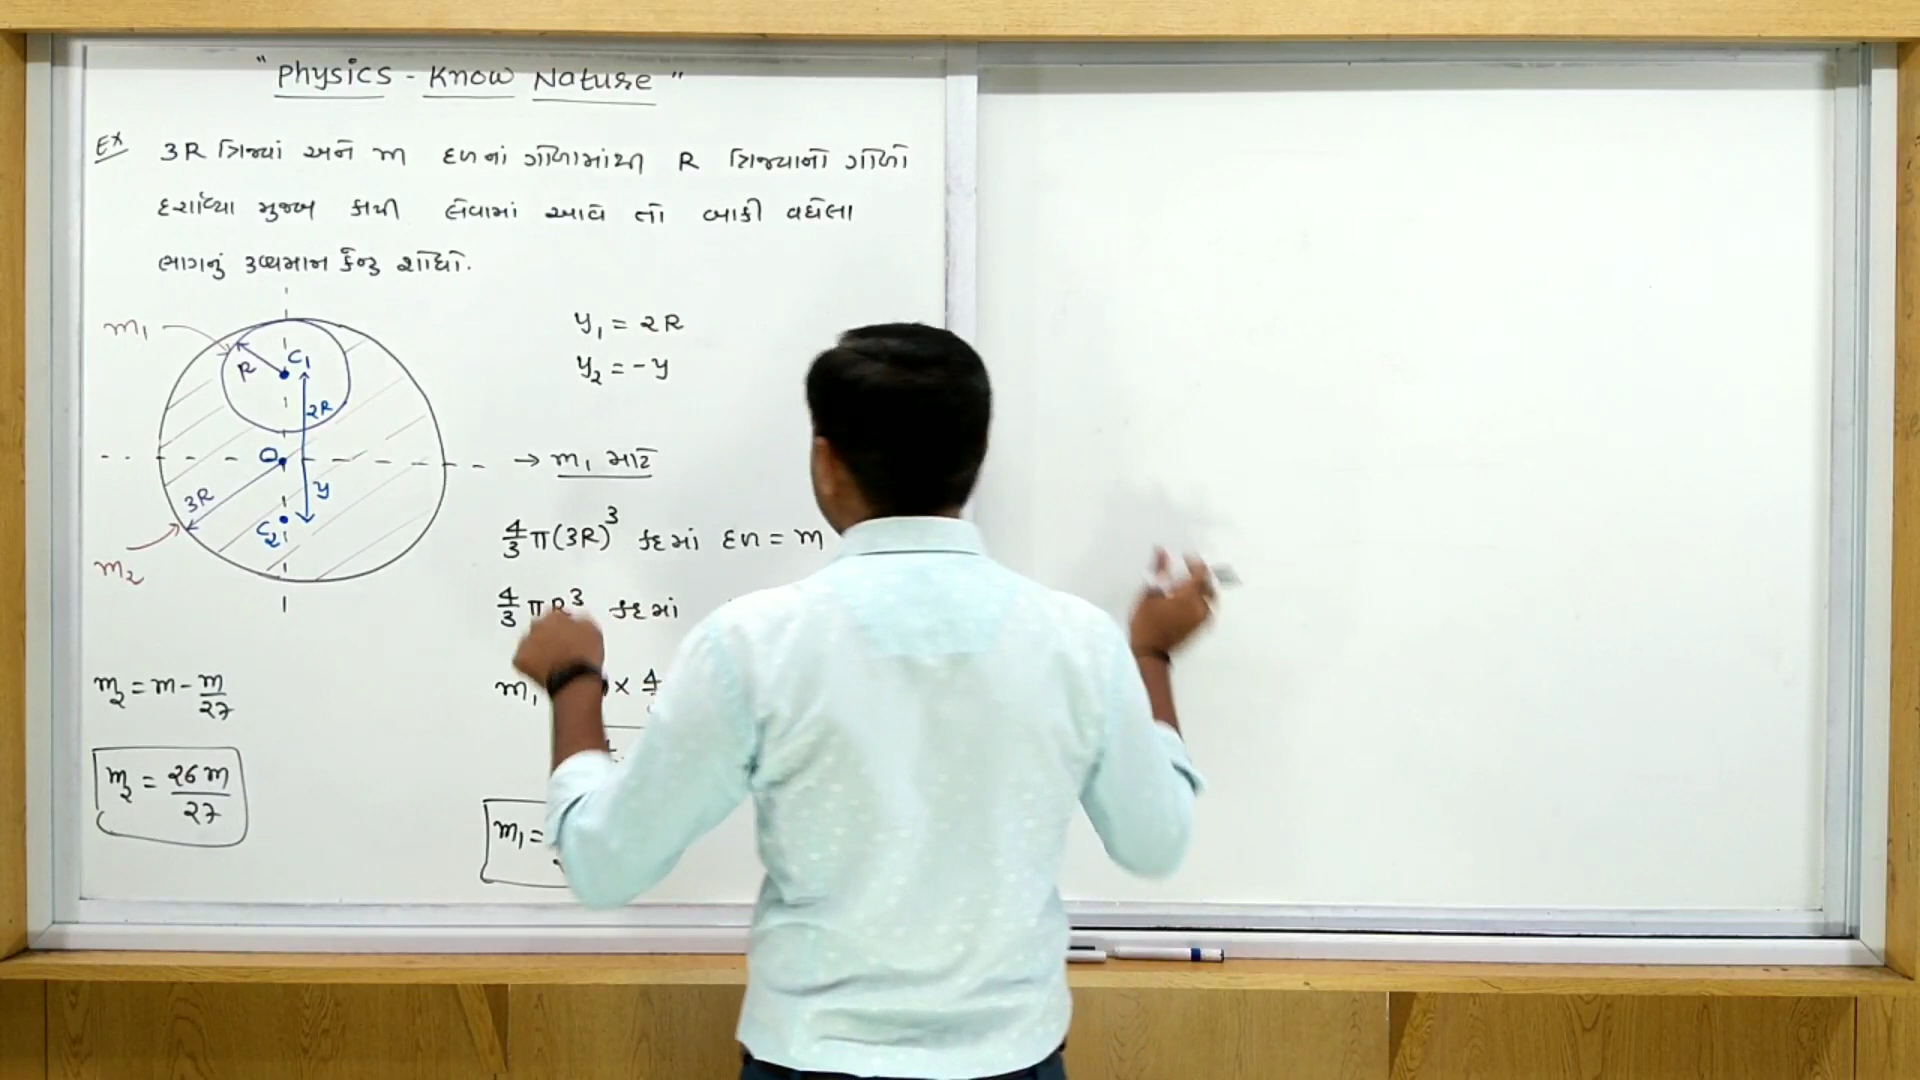 "Physics - Know Nature"
Ex 3R ત્રિજ્યાં અને m દળનાં ગોળામાંથી R ત્રિજ્યાનો ગોળો
દર્શાવ્યા મુજબ કાપી લેવામાં આવે તો બાકી વધેલા
ભાગનું દ્રવ્યમાન કેન્દ્ર શોધો.
m₁
R
C₁
2R
O
3R
y
C₂
m₂
m₂ = m - m/27
m₂ = 26m/27
y₁ = 2R
y₂ = -y
→ m₁ માટે
4/3 π(3R)³ કદમાં દળ = m
4/3 πR³ કદમાં
m₁ × 4
m₁ =